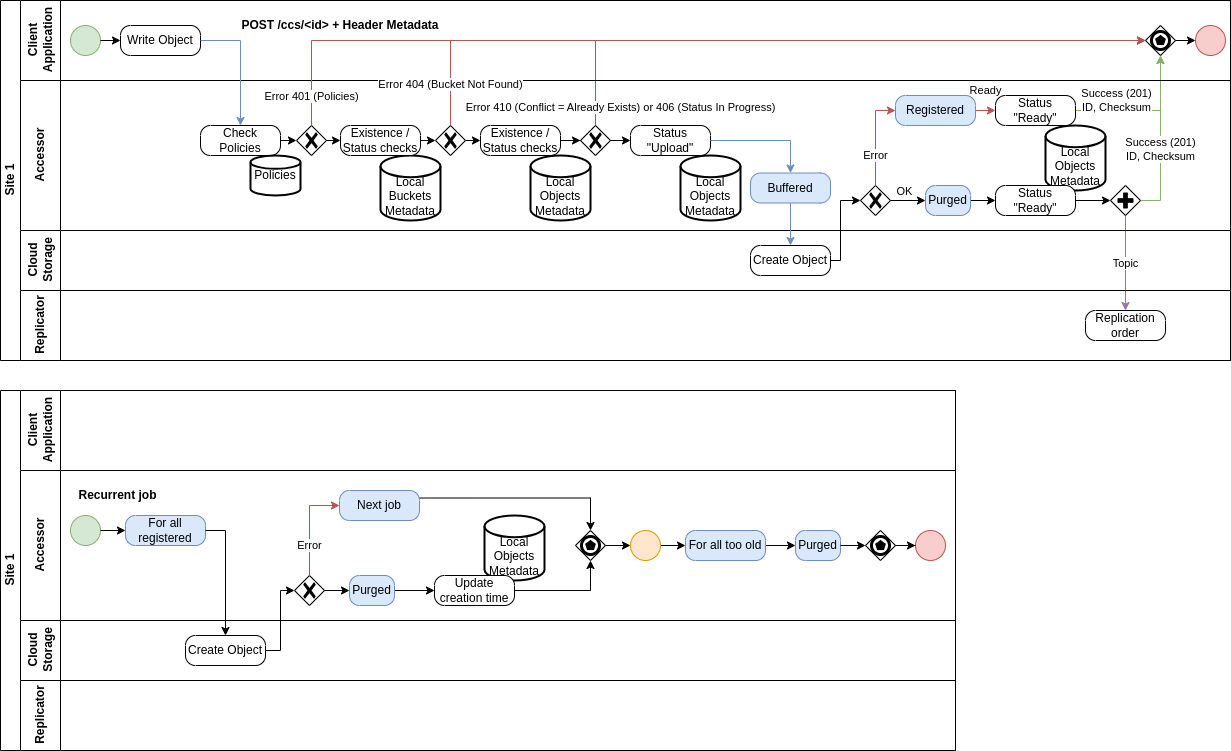 Site 1
Client
Application
POST /ccs/<id> + Header Metadata
Write Object
Accessor
Error 401 (Policies)
Error 404 (Bucket Not Found)
Error 410 (Conflict = Already Exists) or 406 (Status In Progress)
Check
Policies
Policies
Existence /
Status checks
Local
Buckets
Metadata
Existence /
Status checks
Local
Objects
Metadata
Status
"Upload"
Local
Objects
Metadata
Buffered
Error
Registered
Ready
Status
"Ready"
Success (201)
ID, Checksum
Local
Objects
Metadata
OK
Purged
Status
"Ready"
Success (201)
ID, Checksum
Cloud
Storage
Create Object
Topic
Replicator
Replication
order
Site 1
Client
Application
Accessor
Recurrent job
For all
registered
Error
Next job
Purged
Local
Objects
Metadata
Update
creation time
For all too old
Purged
Cloud
Storage
Create Object
Replicator